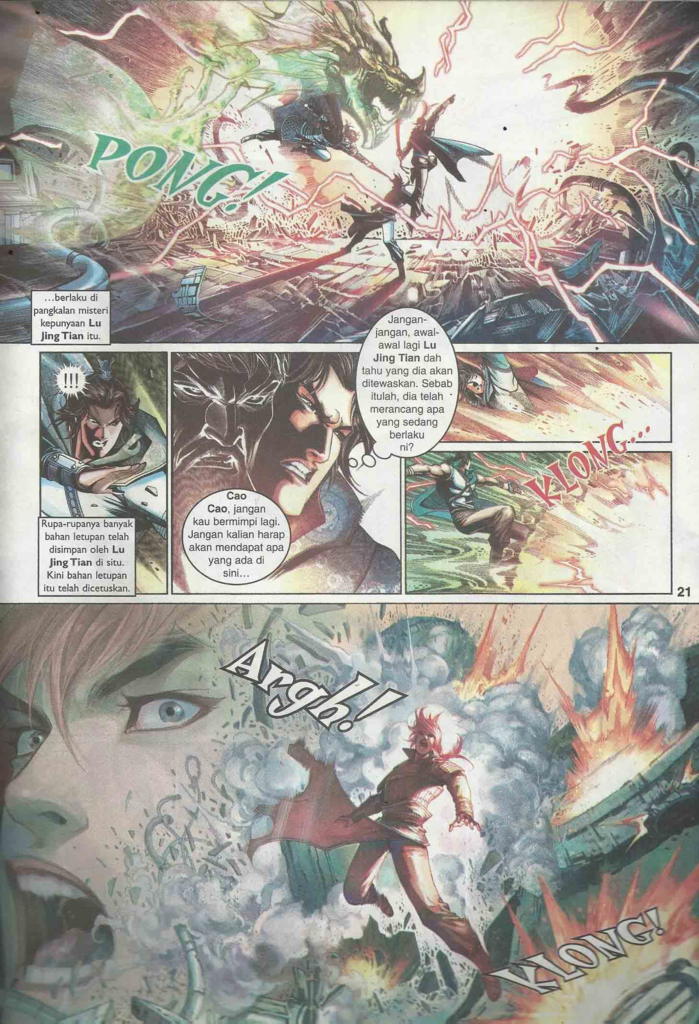 PONG!
...berlaku di
pangkalan misteri
kepunyaan Lu
Jing Tian itu.
!!!
Rupa-rupanya banyak
bahan letupan telah
disimpan oleh Lu
Jing Tian di situ.
Kini bahan letupan
itu telah dicetuskan.
Cao
Cao, jangan
kau bermimpi lagi.
Jangan kalian harap
akan mendapat apa
yang ada di
sini...
Jangan-
jangan, awal-
awal lagi Lu
Jing Tian dah
tahu yang dia akan
ditewaskan. Sebab
itulah, dia telah
merancang apa
yang sedang
berlaku
ni?
KLONG...
21
Argh!
KLONG!